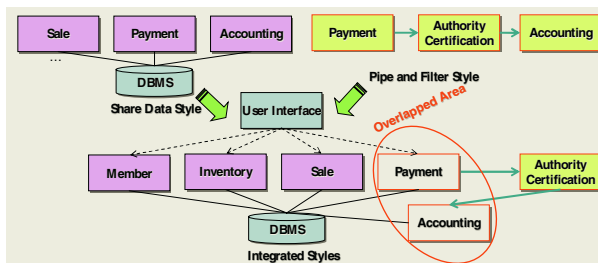 Sale
Payment
Accounting
...
DBMS
Share Data Style
Payment
Authority
Certification
Accounting
Pipe and Filter Style
User Interface
Overlapped Area
Member
Inventory
Sale
Payment
Authority
Certification
Accounting
DBMS
Integrated Styles